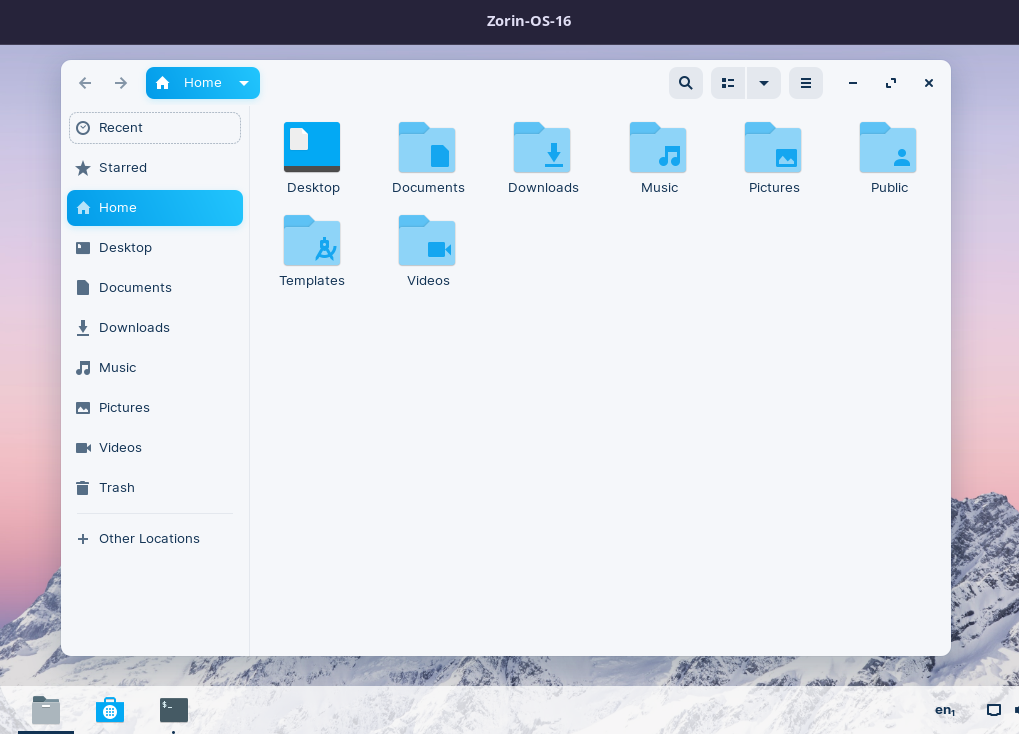 Zorin-OS-16
Home
Recent
Starred
Home
Desktop
Documents
Downloads
Music
Pictures
Videos
Trash
Other Locations
Desktop
Documents
Downloads
Music
Pictures
Public
Templates
Videos
$_
en₁